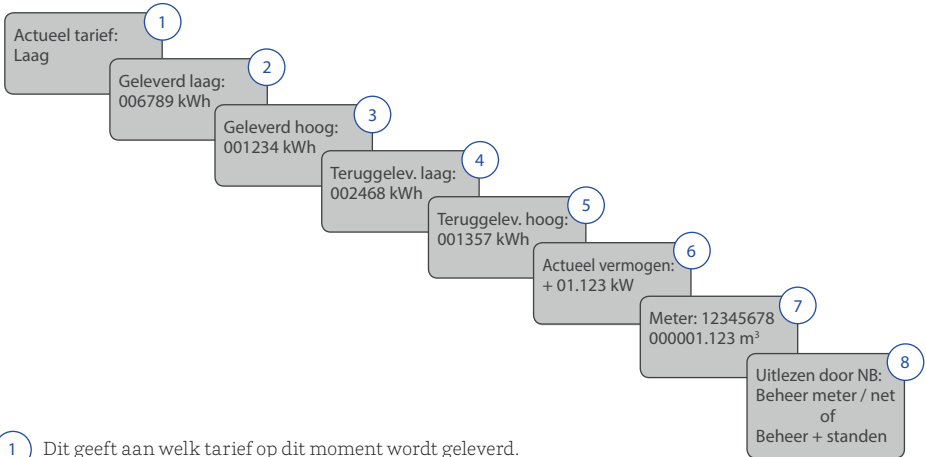 1
Actueel tarief:
Laag
2
Geleverd laag:
006789 kWh
3
Geleverd hoog:
001234 kWh
4
Teruggelev. laag:
002468 kWh
5
Teruggelev. hoog:
001357 kWh
6
Actueel vermogen:
+ 01.123 kW
7
Meter: 12345678
000001.123 m³
8
Uitlezen door NB:
Beheer meter / net
of
Beheer + standen
1 Dit geeft aan welk tarief op dit moment wordt geleverd.